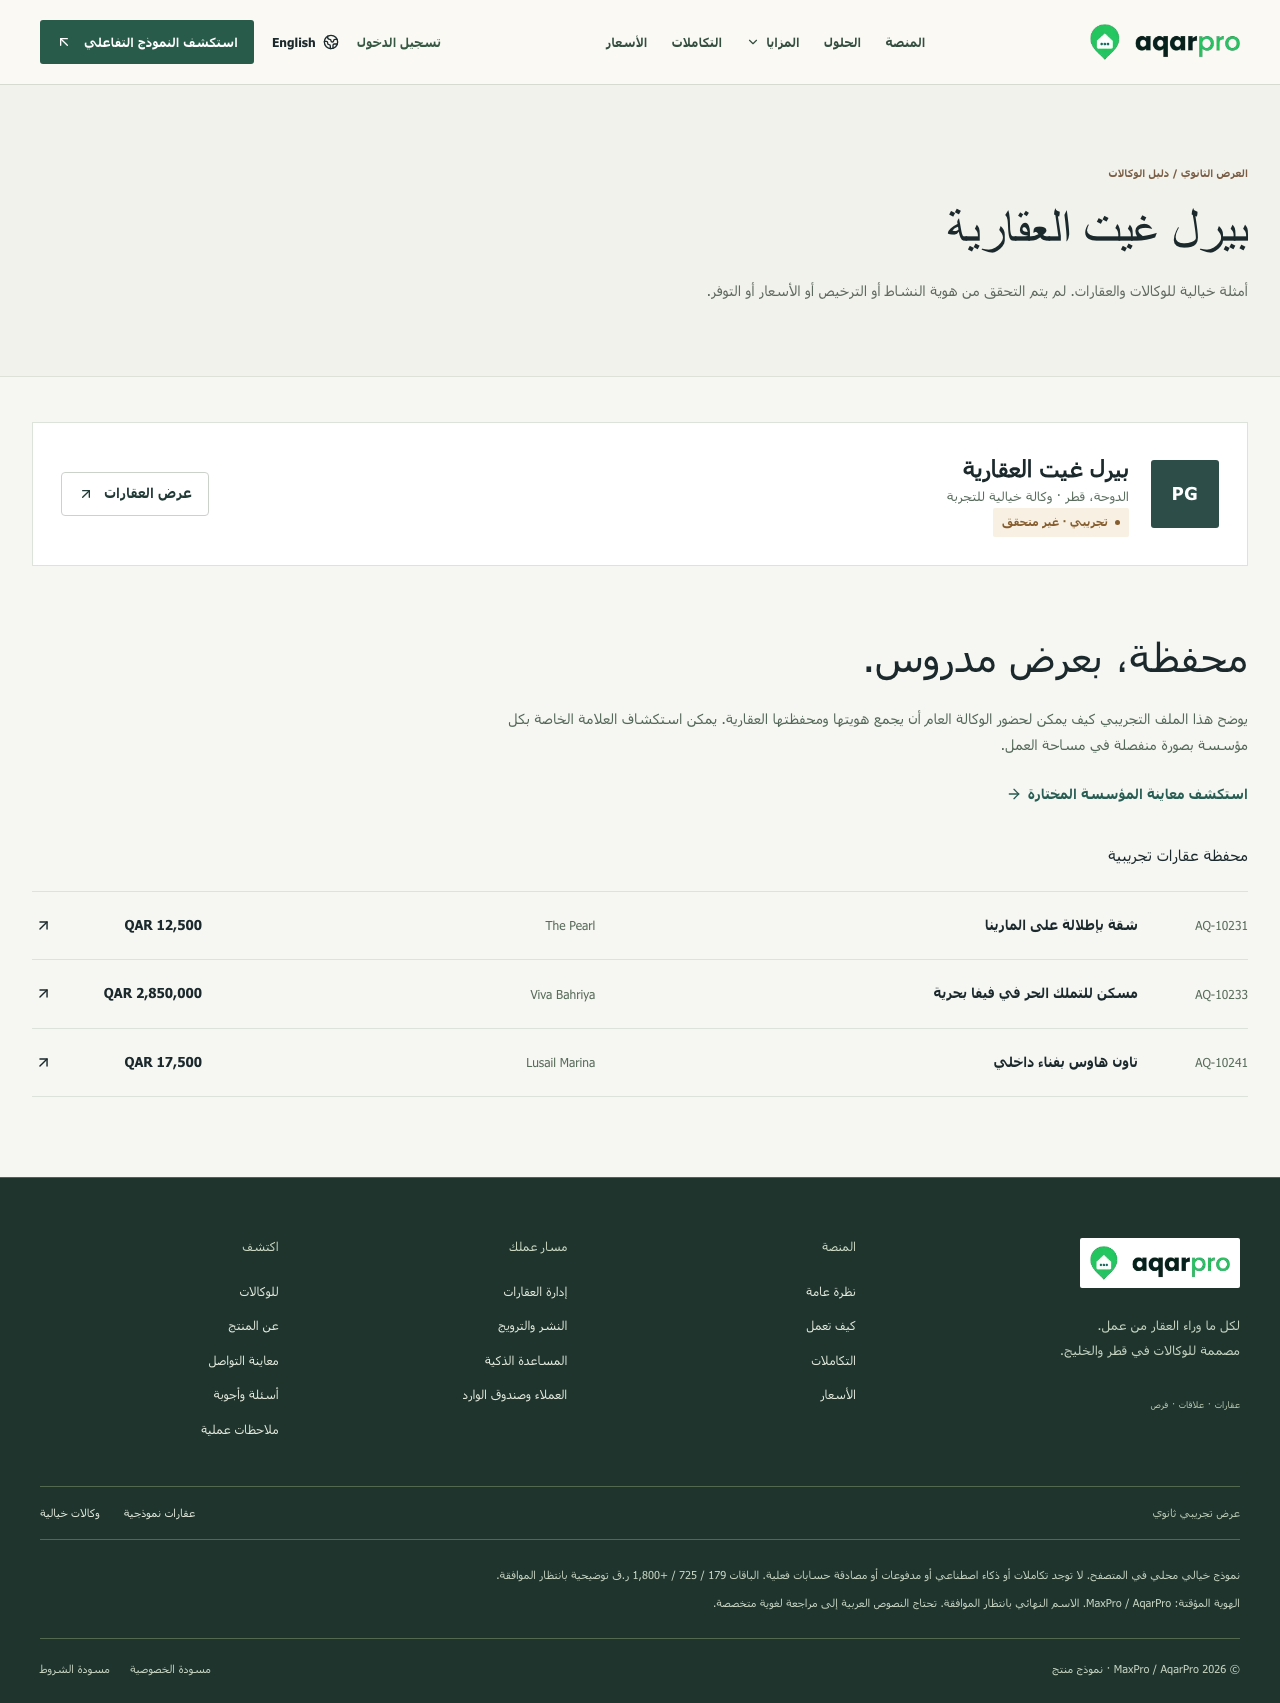 aqarpro
المنصة
الحلول
المزايا
التكاملات
الأسعار
تسجيل الدخول
English
استكشف النموذج التفاعلي
العرض الثانوي / دليل الوكالات
بيرل غيت العقارية
أمثلة خيالية للوكالات والعقارات. لم يتم التحقق من هوية النشاط أو الترخيص أو الأسعار أو التوفر.
PG
بيرل غيت العقارية
الدوحة، قطر · وكالة خيالية للتجربة
تجريبي · غير متحقق
عرض العقارات
محفظة، بعرض مدروس.
يوضح هذا الملف التجريبي كيف يمكن لحضور الوكالة العام أن يجمع هويتها ومحفظتها العقارية. يمكن استكشاف العلامة الخاصة بكل
مؤسسة بصورة منفصلة في مساحة العمل.
استكشف معاينة المؤسسة المختارة
محفظة عقارات تجريبية
AQ-10231 شقة بإطلالة على المارينا The Pearl QAR 12,500
AQ-10233 مسكن للتملك الحر في فيفا بحرية Viva Bahriya QAR 2,850,000
AQ-10241 تاون هاوس بفناء داخلي Lusail Marina QAR 17,500
aqarpro
لكل ما وراء العقار من عمل.
مصممة للوكالات في قطر والخليج.
عقارات · علاقات · فرص
المنصة
نظرة عامة
كيف تعمل
التكاملات
الأسعار
مسار عملك
إدارة العقارات
النشر والترويج
المساعدة الذكية
العملاء وصندوق الوارد
اكتشف
للوكالات
عن المنتج
معاينة التواصل
أسئلة وأجوبة
ملاحظات عملية
عرض تجريبي ثانوي
عقارات نموذجية
وكالات خيالية
نموذج خيالي محلي في المتصفح. لا توجد تكاملات أو ذكاء اصطناعي أو مدفوعات أو مصادقة حسابات فعلية. الباقات 179 / 725 / +1,800 ر.ق توضيحية بانتظار الموافقة.
الهوية المؤقتة: MaxPro / AqarPro. الاسم النهائي بانتظار الموافقة. تحتاج النصوص العربية إلى مراجعة لغوية متخصصة.
© 2026 MaxPro / AqarPro · نموذج منتج
مسودة الخصوصية
مسودة الشروط